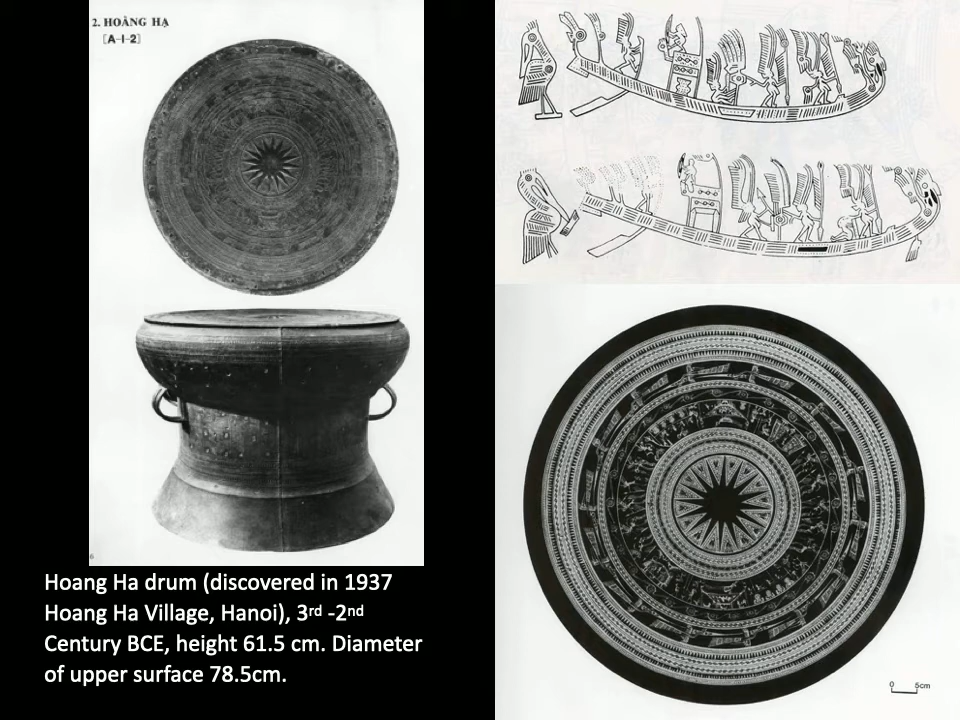 2. HOÀNG HẠ
[A-I-2]
Hoang Ha drum (discovered in 1937
Hoang Ha Village, Hanoi), 3rd -2nd
Century BCE, height 61.5 cm. Diameter
of upper surface 78.5cm.
0 5cm